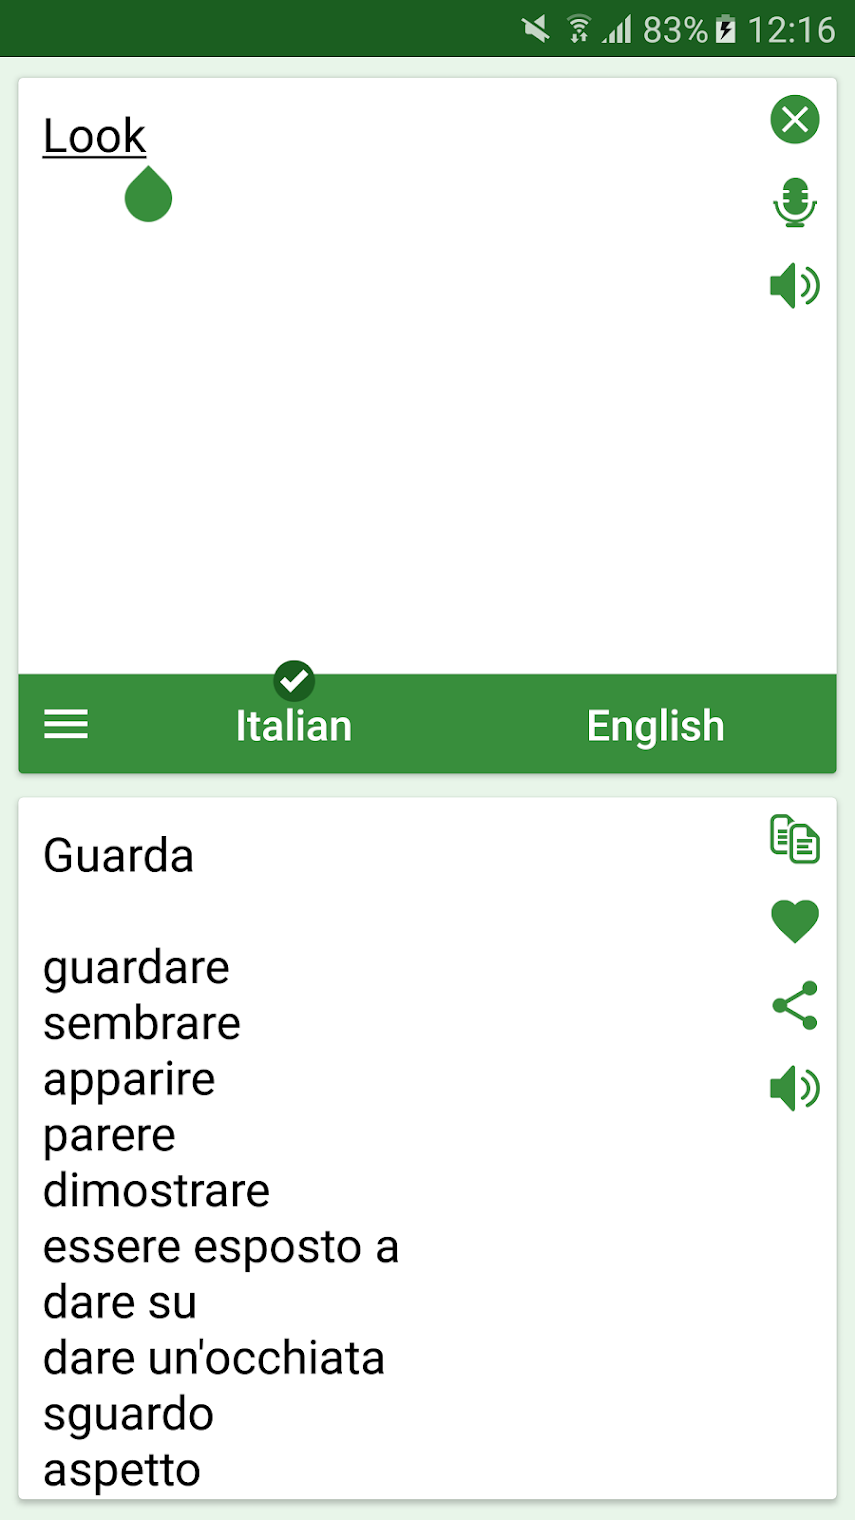 83% 12:16
Look
Italian English
Guarda
guardare
sembrare
apparire
parere
dimostrare
essere esposto a
dare su
dare un'occhiata
sguardo
aspetto